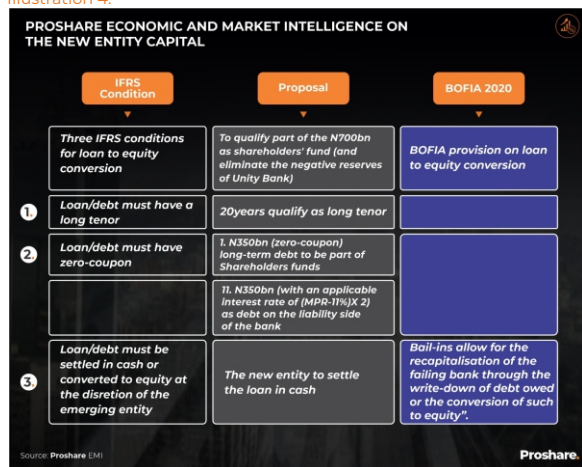 Illustration 4:
PROSHARE ECONOMIC AND MARKET INTELLIGENCE ON
THE NEW ENTITY CAPITAL
IFRS
Condition
Proposal
BOFIA 2020
Three IFRS conditions
for loan to equity
conversion
To qualify part of the N700bn
as shareholders' fund (and
eliminate the negative reserves
of Unity Bank)
BOFIA provision on loan
to equity conversion
1.
Loan/debt must have a
long tenor
20years qualify as long tenor
2.
Loan/debt must have
zero-coupon
1. N350bn (zero-coupon)
long-term debt to be part of
Shareholders funds
11. N350bn (with an applicable
interest rate of (MPR-11%)X 2)
as debt on the liability side
of the bank
3.
Loan/debt must be
settled in cash or
converted to equity at
the disretion of the
emerging entity
The new entity to settle
the loan in cash
Bail-ins allow for the
recapitalisation of the
failing bank through the
write-down of debt owed
or the conversion of such
to equity”.
Source: Proshare EMI
Proshare.